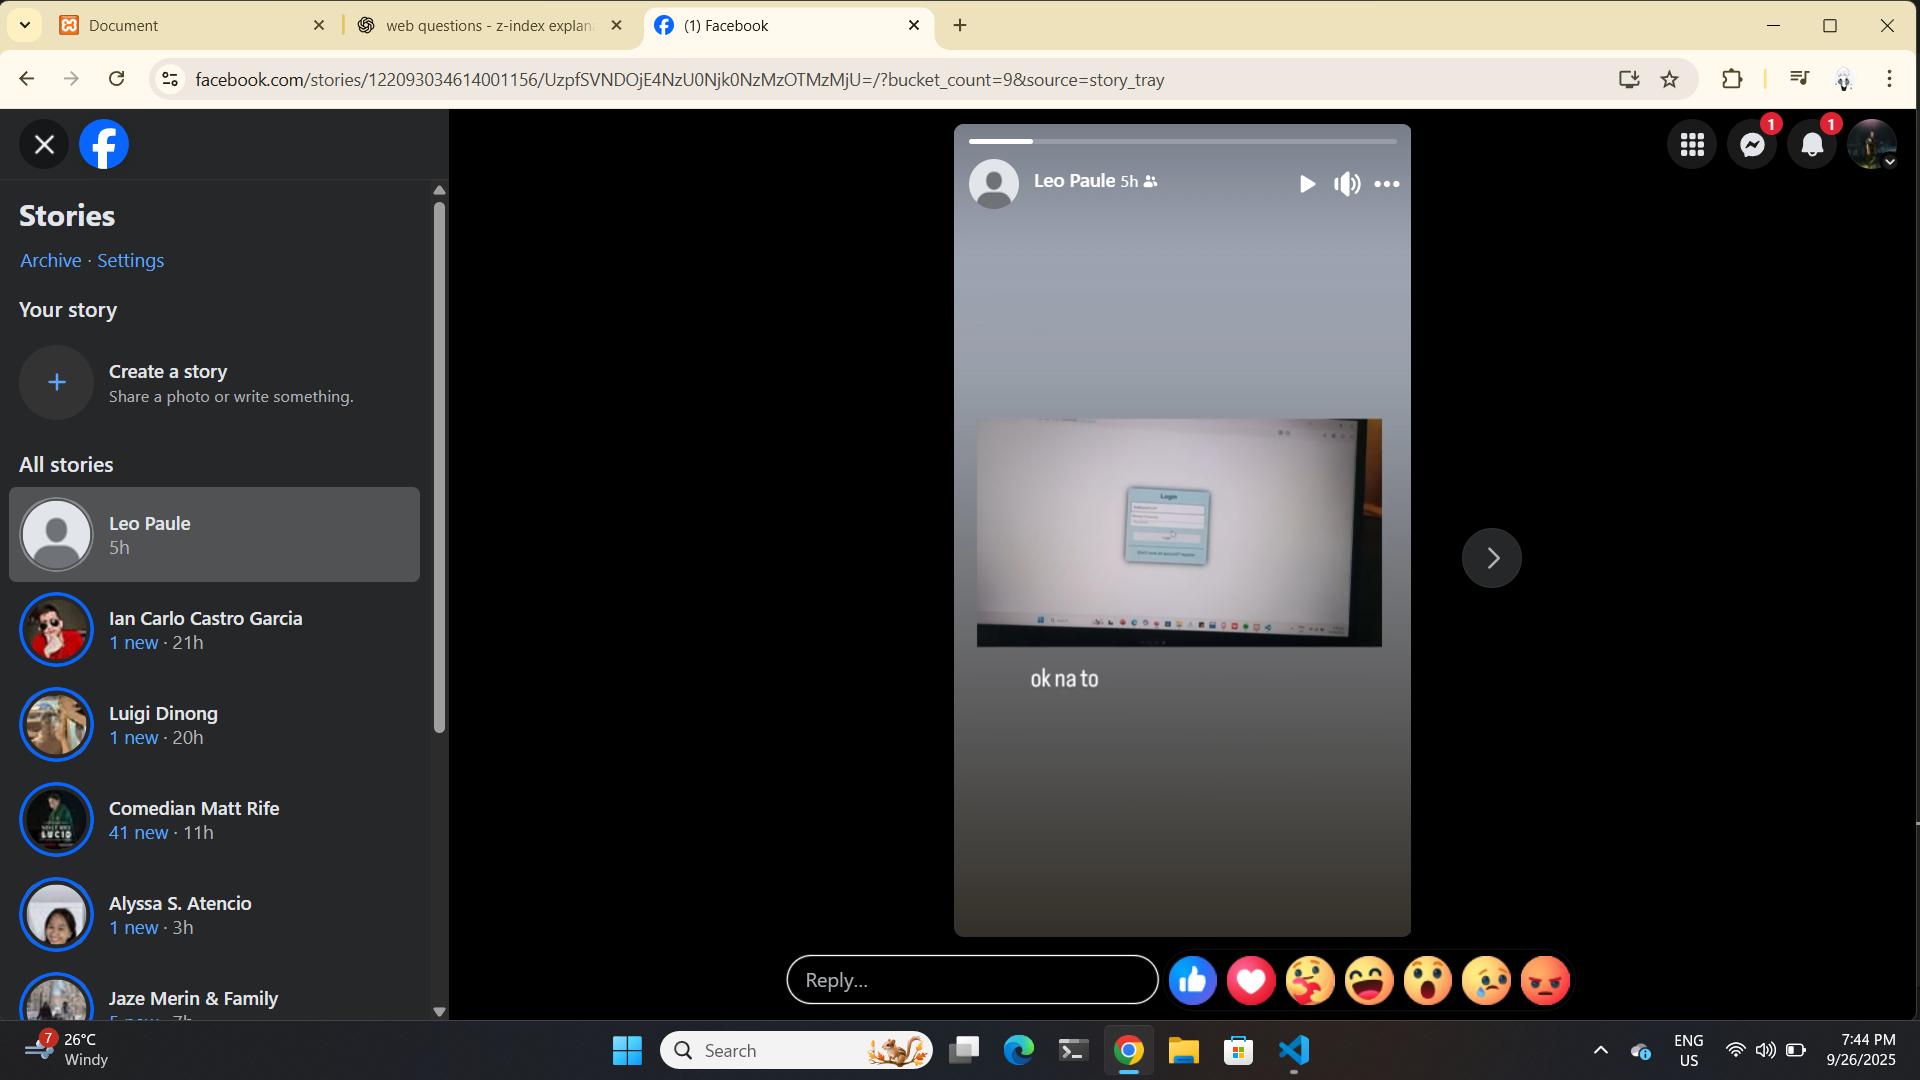 Document
web questions - z-index explan
(1) Facebook
facebook.com/stories/122093034614001156/UzpfSVNDOjE4NzU0Njk0NzMzOTMzMjU=/?bucket_count=9&source=story_tray
Stories
Archive · Settings
Your story
Create a story
Share a photo or write something.
All stories
Leo Paule
5h
Ian Carlo Castro Garcia
1 new · 21h
Luigi Dinong
1 new · 20h
Comedian Matt Rife
41 new · 11h
Alyssa S. Atencio
1 new · 3h
Jaze Merin & Family
Leo Paule 5h
Login
ok na to
Reply...
1
1
7
26°C
Windy
Search
ENG
US
7:44 PM
9/26/2025